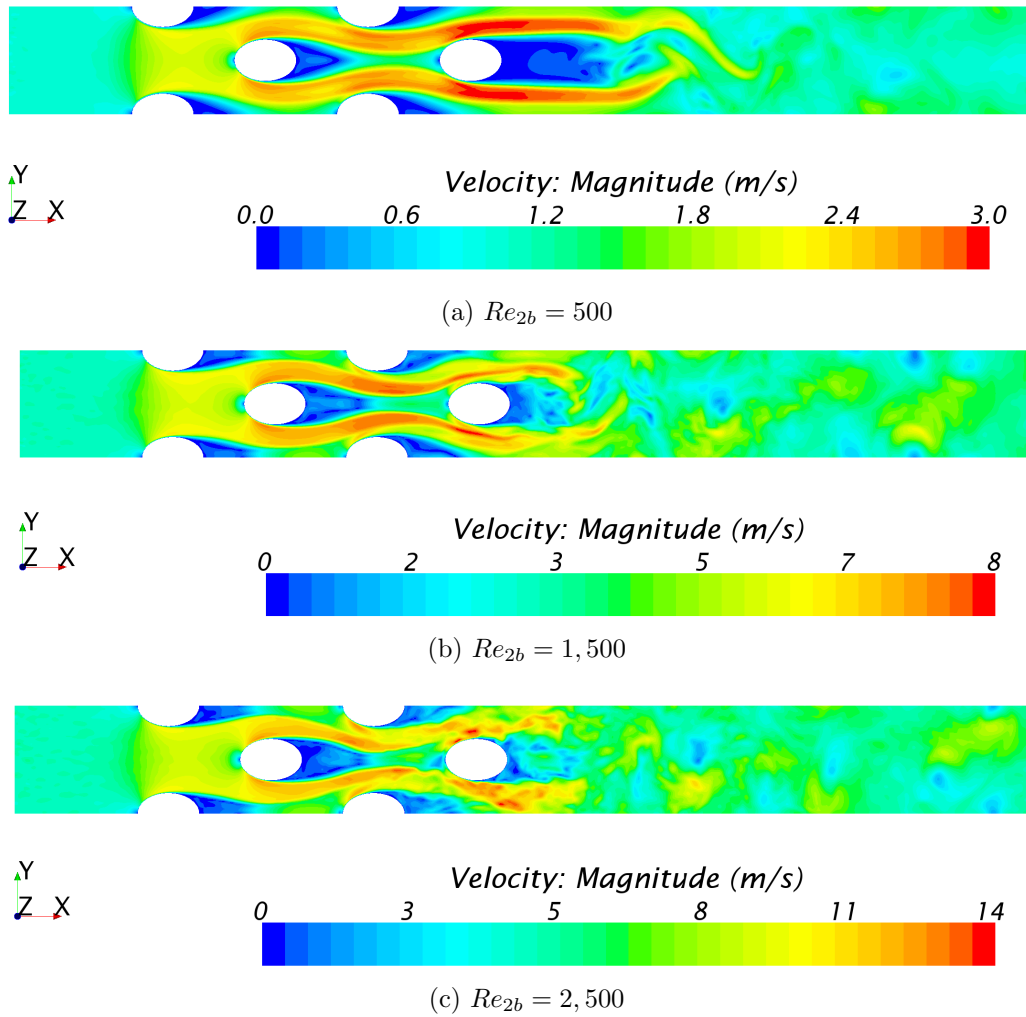 Y
Z X
Velocity: Magnitude (m/s)
0.0 0.6 1.2 1.8 2.4 3.0
(a) Re2b = 500
Y
Z X
Velocity: Magnitude (m/s)
0 2 3 5 7 8
(b) Re2b = 1, 500
Y
Z X
Velocity: Magnitude (m/s)
0 3 5 8 11 14
(c) Re2b = 2, 500